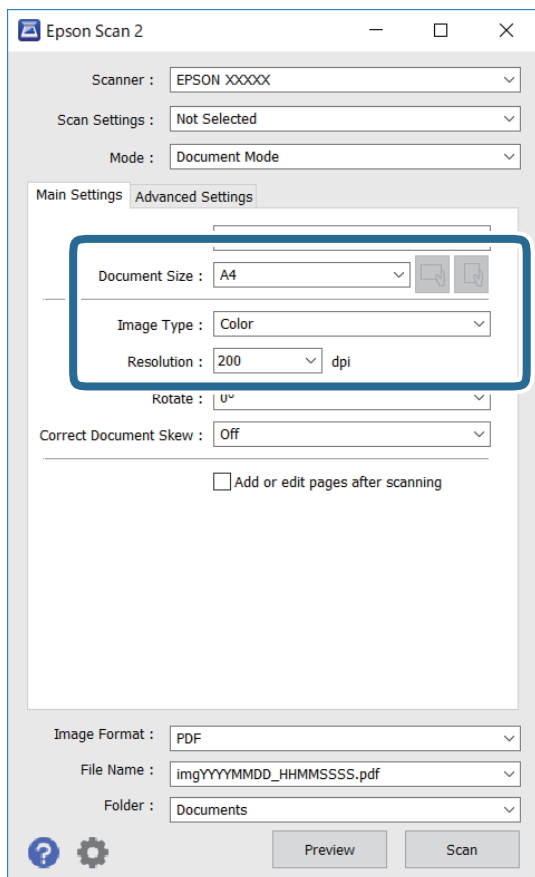 Epson Scan 2
Scanner : EPSON XXXXX
Scan Settings : Not Selected
Mode : Document Mode
Main Settings Advanced Settings
Document Size : A4
Image Type : Color
Resolution : 200 dpi
Rotate : 0°
Correct Document Skew : Off
Add or edit pages after scanning
Image Format : PDF
File Name : imgYYYYMMDD_HHMMSSSS.pdf
Folder : Documents
? Preview Scan